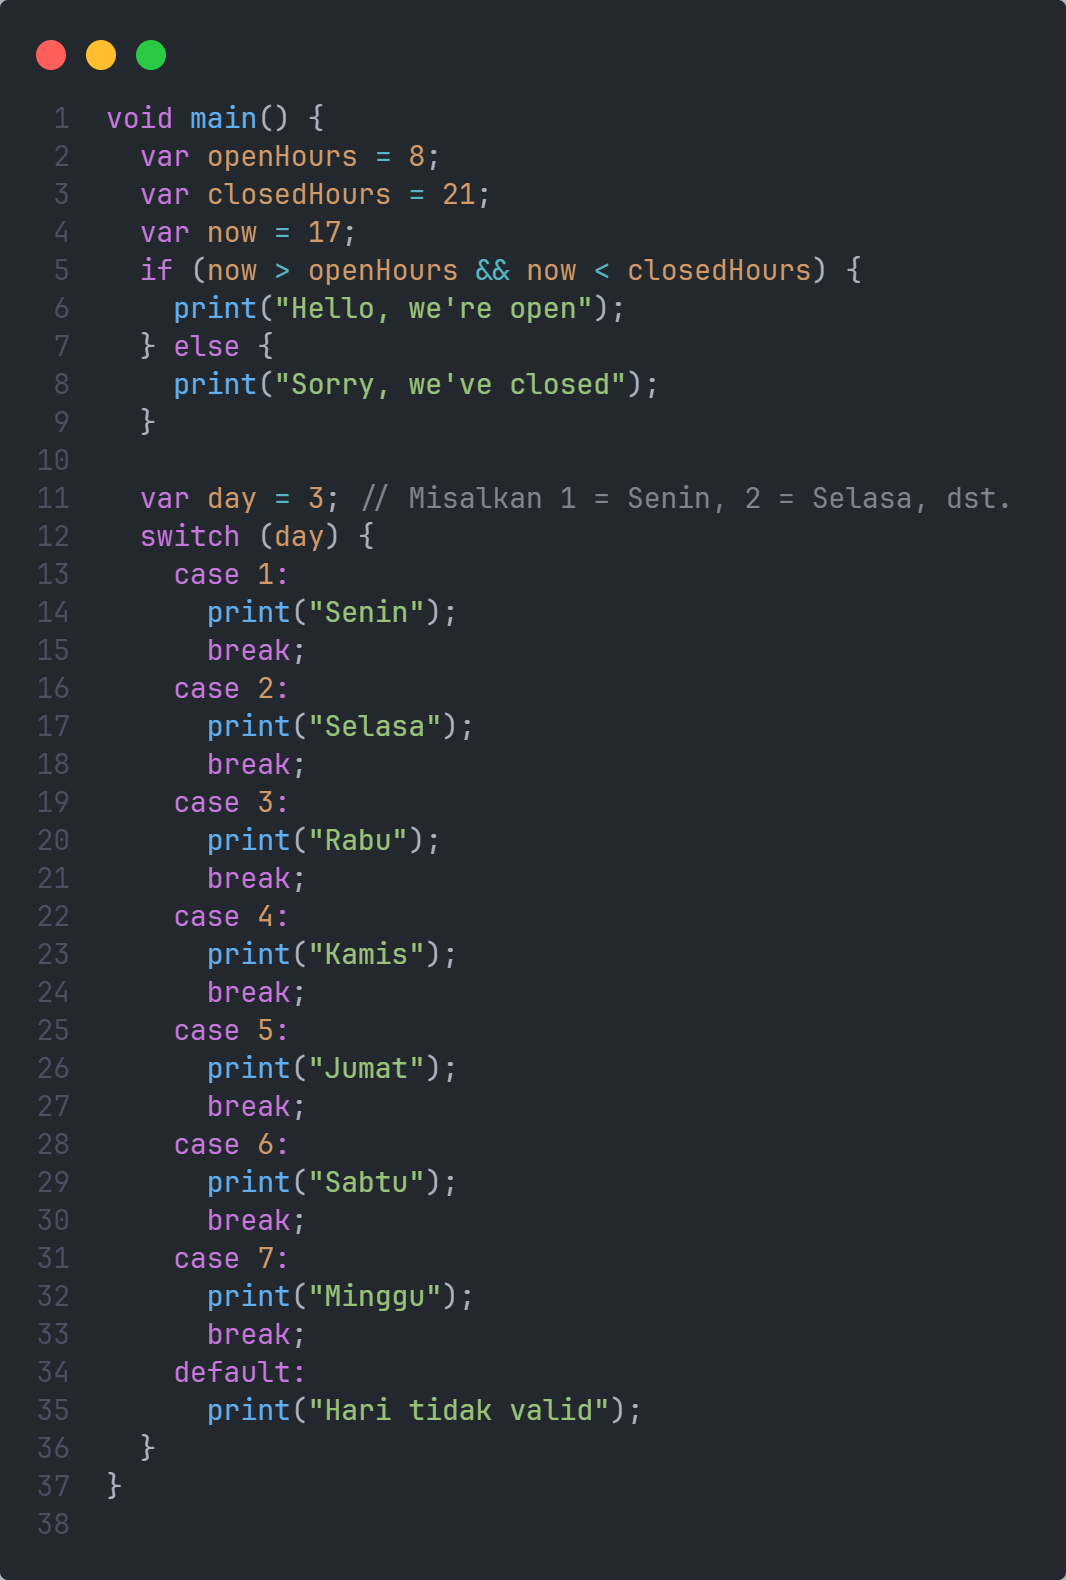 1 void main() {
2   var openHours = 8;
3   var closedHours = 21;
4   var now = 17;
5   if (now > openHours && now < closedHours) {
6     print("Hello, we're open");
7   } else {
8     print("Sorry, we've closed");
9   }
10
11   var day = 3; // Misalkan 1 = Senin, 2 = Selasa, dst.
12   switch (day) {
13     case 1:
14       print("Senin");
15       break;
16     case 2:
17       print("Selasa");
18       break;
19     case 3:
20       print("Rabu");
21       break;
22     case 4:
23       print("Kamis");
24       break;
25     case 5:
26       print("Jumat");
27       break;
28     case 6:
29       print("Sabtu");
30       break;
31     case 7:
32       print("Minggu");
33       break;
34     default:
35       print("Hari tidak valid");
36   }
37 }
38